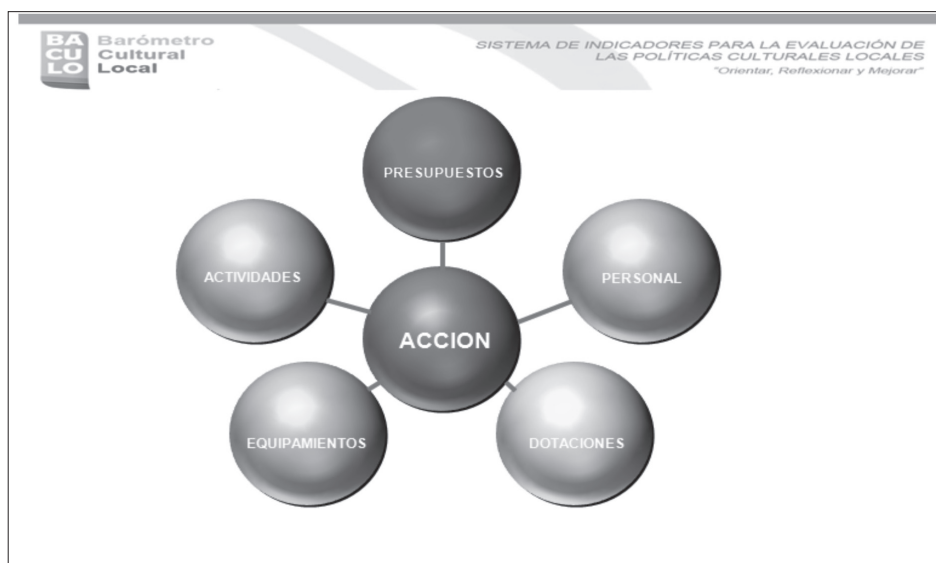 BA
CU
LO
Barómetro
Cultural
Local
SISTEMA DE INDICADORES PARA LA EVALUACIÓN DE
LAS POLÍTICAS CULTURALES LOCALES
"Orientar, Reflexionar y Mejorar"
PRESUPUESTOS
ACTIVIDADES
PERSONAL
ACCION
EQUIPAMIENTOS
DOTACIONES